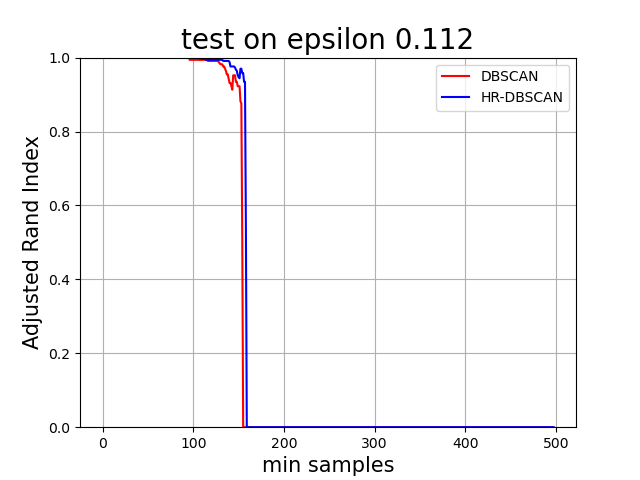 test on epsilon 0.112
1.0
0.8
0.6
0.4
0.2
0.0
Adjusted Rand Index
DBSCAN
HR-DBSCAN
0 100 200 300 400 500
min samples